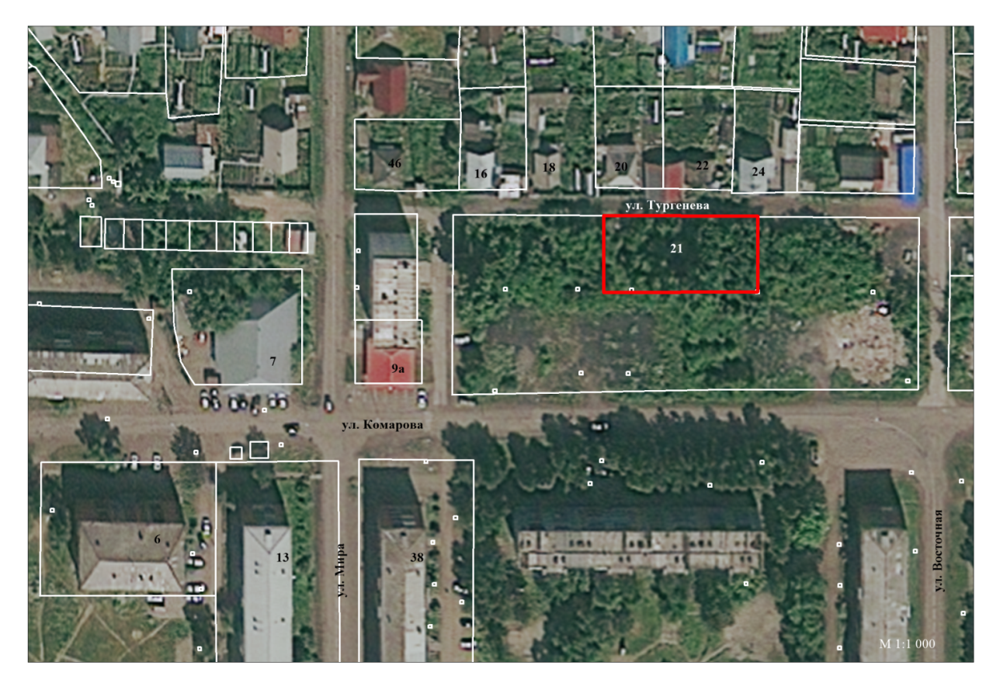 46
16
18
20
22
24
ул. Тургенева
21
7
9а
ул. Комарова
6
13
ул. Мира
38
ул. Восточная
М 1:1 000